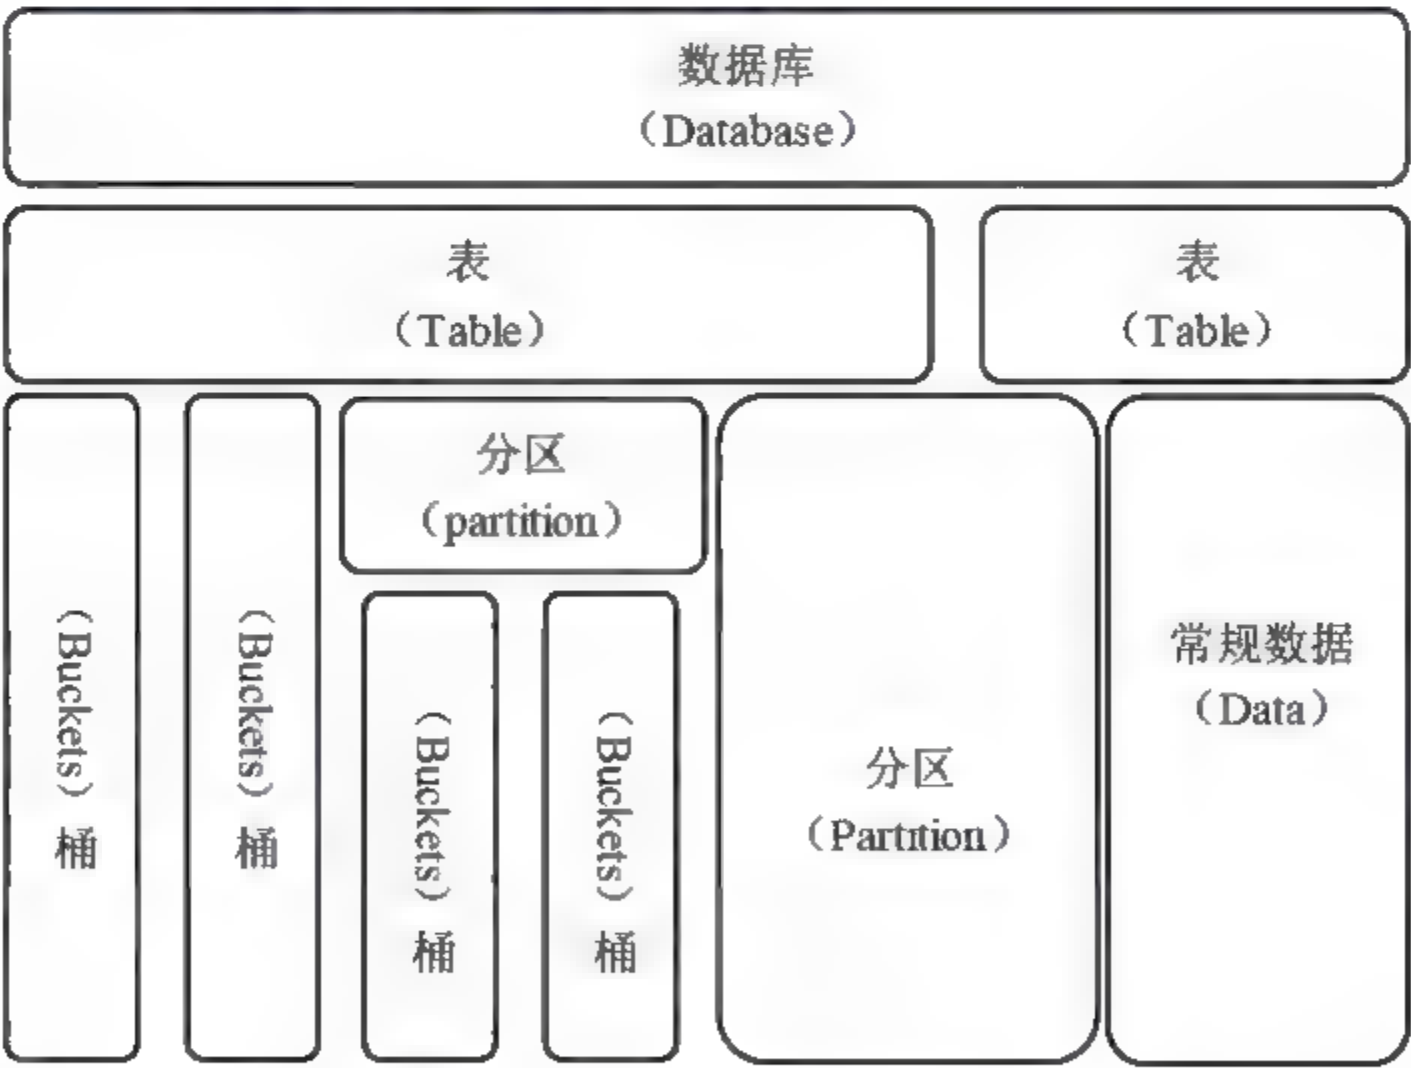 数据库
（Database）
表
（Table）
表
（Table）
（Buckets）桶
（Buckets）桶
分区
（partition）
（Buckets）桶
（Buckets）桶
分区
（Partition）
常规数据
（Data）